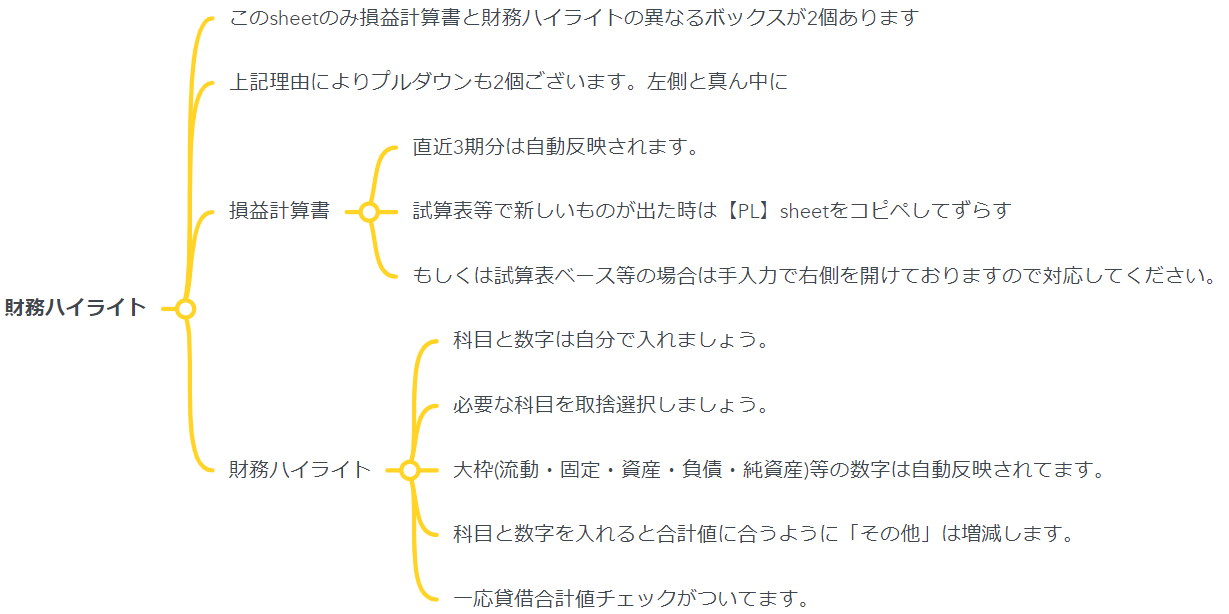 このsheetのみ損益計算書と財務ハイライトの異なるボックスが2個あります
上記理由によりプルダウンも2個ございます。左側と真ん中に
直近3期分は自動反映されます。
損益計算書
試算表等で新しいものが出た時は【PL】sheetをコピペしてずらす
もしくは試算表ベース等の場合は手入力で右側を開けておりますので対応してください。
財務ハイライト
科目と数字は自分で入れましょう。
必要な科目を取捨選択しましょう。
財務ハイライト
大枠(流動・固定・資産・負債・純資産)等の数字は自動反映されてます。
科目と数字を入れると合計値に合うように「その他」は増減します。
一応貸借合計値チェックがついてます。